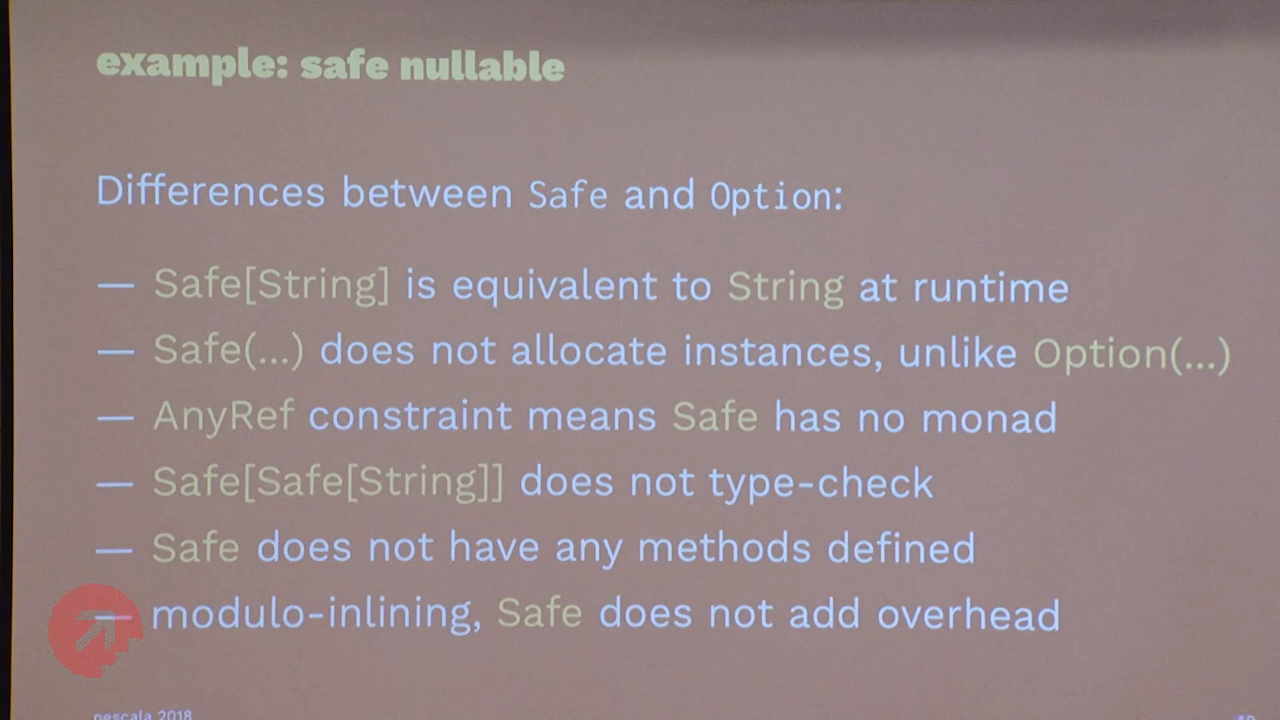 example: safe nullable
Differences between Safe and Option:
— Safe[String] is equivalent to String at runtime
— Safe(...) does not allocate instances, unlike Option(...)
— AnyRef constraint means Safe has no monad
— Safe[Safe[String]] does not type-check
— Safe does not have any methods defined
— modulo-inlining, Safe does not add overhead
nescala 2018